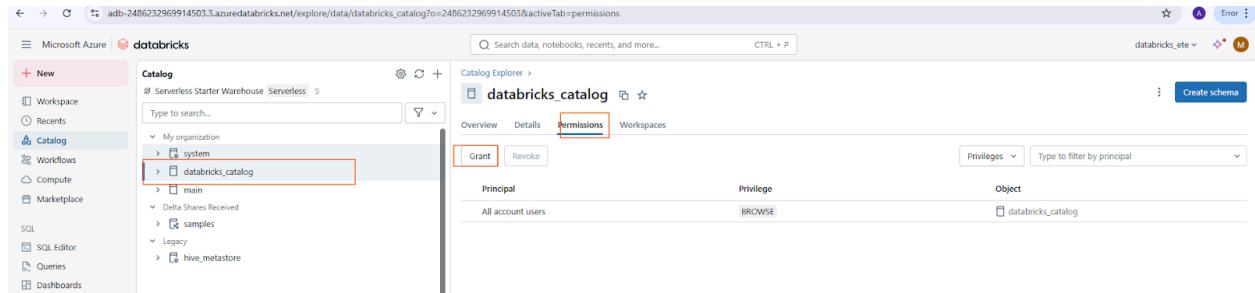 adb-2486232969914503.3.azuredatabricks.net/explore/data/databricks_catalog?o=2486232969914503&activeTab=permissions
A
Error
Microsoft Azure
databricks
Search data, notebooks, recents, and more...
CTRL + P
databricks_ete
M
New
Workspace
Recents
Catalog
Workflows
Compute
Marketplace
SQL
SQL Editor
Queries
Dashboards
Catalog
Serverless Starter Warehouse Serverless S
Type to search...
My organization
system
databricks_catalog
main
Delta Shares Received
samples
Legacy
hive_metastore
Catalog Explorer
databricks_catalog
Create schema
Overview Details Permissions Workspaces
Grant Revoke
Privileges
Type to filter by principal
Principal Privilege Object
All account users BROWSE databricks_catalog